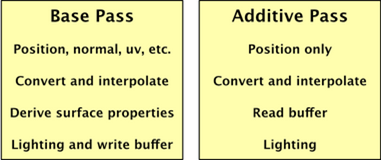 Base Pass
Position, normal, uv, etc.
Convert and interpolate
Derive surface properties
Lighting and write buffer
Additive Pass
Position only
Convert and interpolate
Read buffer
Lighting